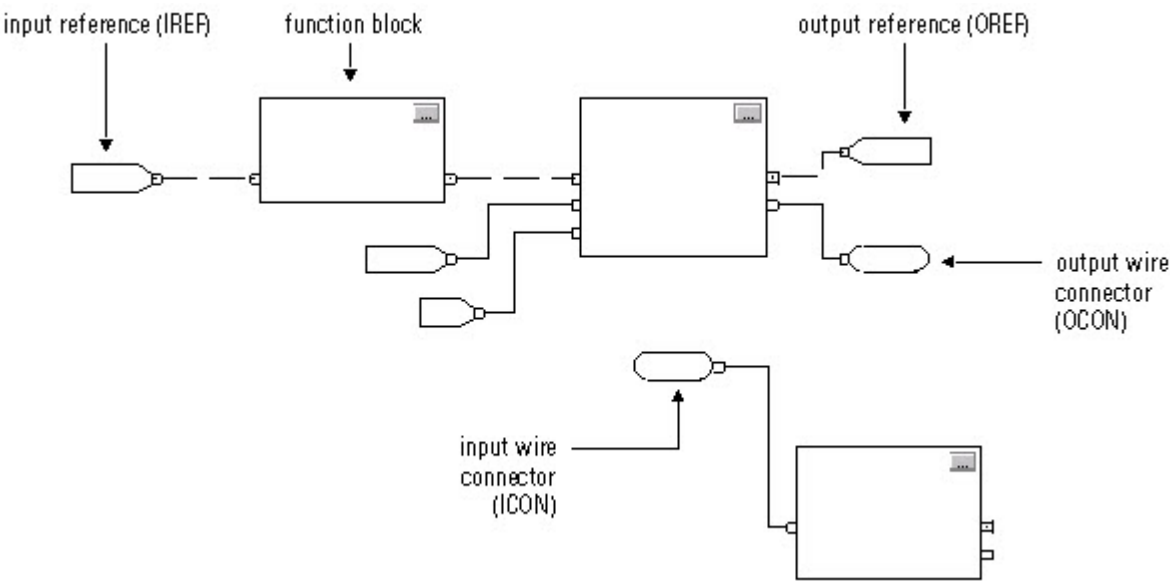 input reference (IREF)
function block
output reference (OREF)
...
...
output wire
connector
(OCON)
input wire
connector
(ICON)
...